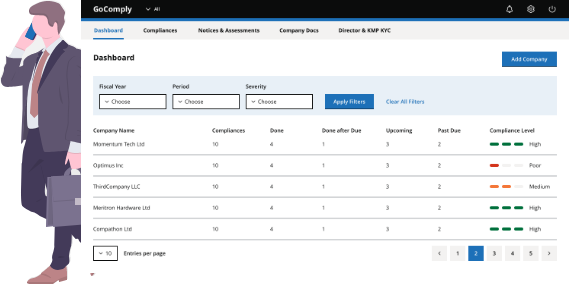 GoComply All
Dashboard Compliances Notices & Assessments Company Docs Director & KMP KYC
Dashboard Add Company
Fiscal Year Period Severity
Choose Choose Choose Apply Filters Clear All Filters
Company Name Compliances Done Done after Due Upcoming Past Due Compliance Level
Momentum Tech Ltd 10 4 1 3 2 High
Optimus Inc 10 4 1 3 2 Poor
ThirdCompany LLC 10 4 1 3 2 Medium
Meritron Hardware Ltd 10 4 1 3 2 High
Compathon Ltd 10 4 1 3 2 High
10 Entries per page 1 2 3 4 5